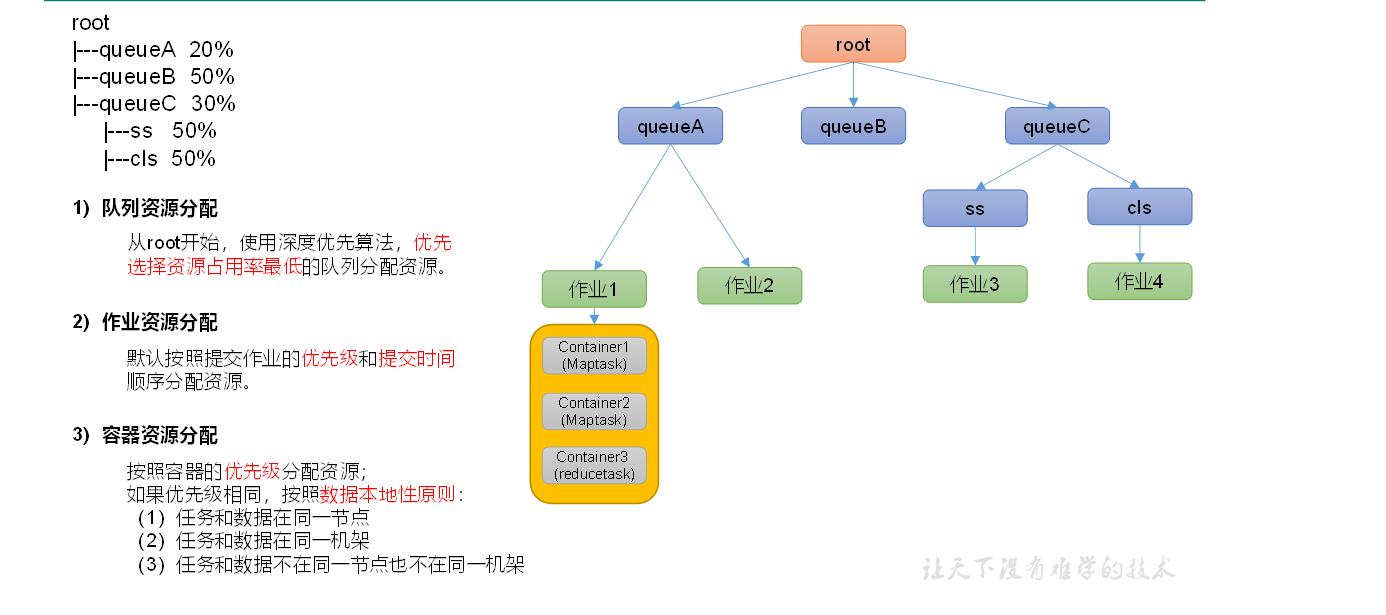 root
|---queueA 20%
|---queueB 50%
|---queueC 30%
|---ss 50%
|---cls 50%
1）队列资源分配
从root开始，使用深度优先算法，优先
选择资源占用率最低的队列分配资源。
2）作业资源分配
默认按照提交作业的优先级和提交时间
顺序分配资源。
3）容器资源分配
按照容器的优先级分配资源；
如果优先级相同，按照数据本地性原则：
（1）任务和数据在同一节点
（2）任务和数据在同一机架
（3）任务和数据不在同一节点也不在同一机架
root
queueA
queueB
queueC
ss
cls
作业1
作业2
作业3
作业4
Container1
(Maptask)
Container2
(Maptask)
Container3
(reducetask)
让天下没有难学的技术